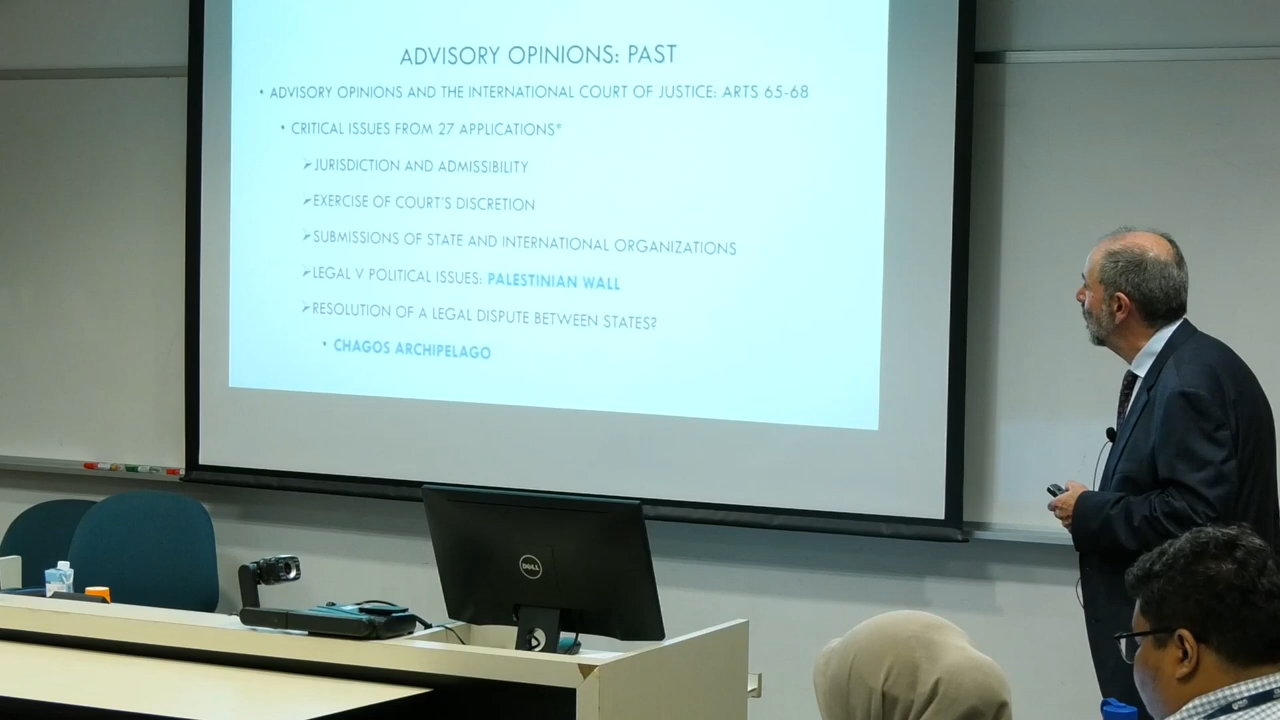 ADVISORY OPINIONS: PAST
• ADVISORY OPINIONS AND THE INTERNATIONAL COURT OF JUSTICE: ARTS 65-68
• CRITICAL ISSUES FROM 27 APPLICATIONS*
➢JURISDICTION AND ADMISSIBILITY
➢EXERCISE OF COURT'S DISCRETION
➢SUBMISSIONS OF STATE AND INTERNATIONAL ORGANIZATIONS
➢LEGAL V POLITICAL ISSUES: PALESTINIAN WALL
➢RESOLUTION OF A LEGAL DISPUTE BETWEEN STATES?
• CHAGOS ARCHIPELAGO
DELL